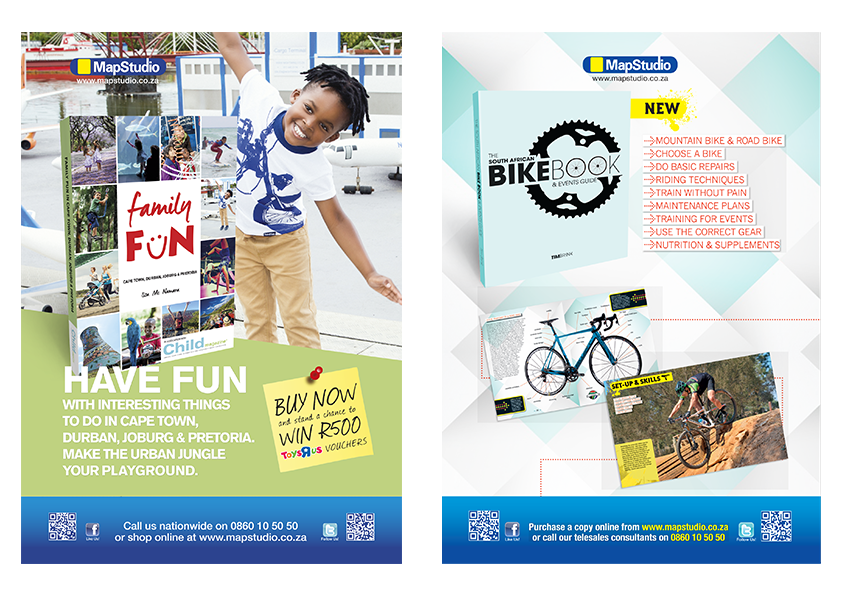 MapStudio
www.mapstudio.co.za
family
FUN
CAPE TOWN, DURBAN, JOBURG & PRETORIA
Child
HAVE FUN
WITH INTERESTING THINGS
TO DO IN CAPE TOWN,
DURBAN, JOBURG & PRETORIA.
MAKE THE URBAN JUNGLE
YOUR PLAYGROUND.
BUY NOW
and stand a chance to
WIN R500
TOYSRUS VOUCHERS
Like Us!
Call us nationwide on 0860 10 50 50
or shop online at www.mapstudio.co.za
Follow Us!
MapStudio
www.mapstudio.co.za
NEW
THE
SOUTH AFRICAN
BIKEBOOK
& EVENTS GUIDE
TIMBRINK
MOUNTAIN BIKE & ROAD BIKE
CHOOSE A BIKE
DO BASIC REPAIRS
RIDING TECHNIQUES
TRAIN WITHOUT PAIN
MAINTENANCE PLANS
TRAINING FOR EVENTS
USE THE CORRECT GEAR
NUTRITION & SUPPLEMENTS
SET-UP & SKILLS
Like Us!
Purchase a copy online from www.mapstudio.co.za
or call our telesales consultants on 0860 10 50 50
Follow Us!